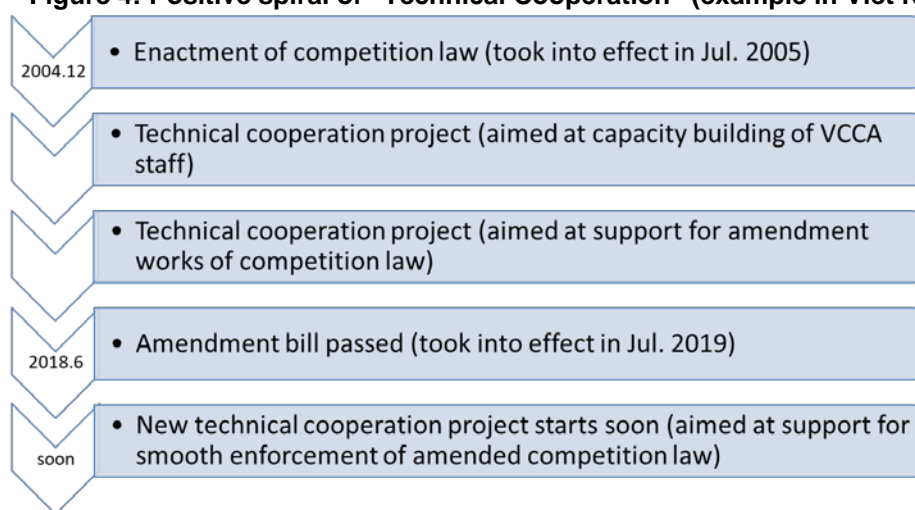 Figure 4: Positive spiral of "Technical Cooperation" (example in Viet
2004.12
• Enactment of competition law (took into effect in Jul. 2005)
• Technical cooperation project (aimed at capacity building of VCCA
staff)
• Technical cooperation project (aimed at support for amendment
works of competition law)
2018.6
• Amendment bill passed (took into effect in Jul. 2019)
soon
• New technical cooperation project starts soon (aimed at support for
smooth enforcement of amended competition law)